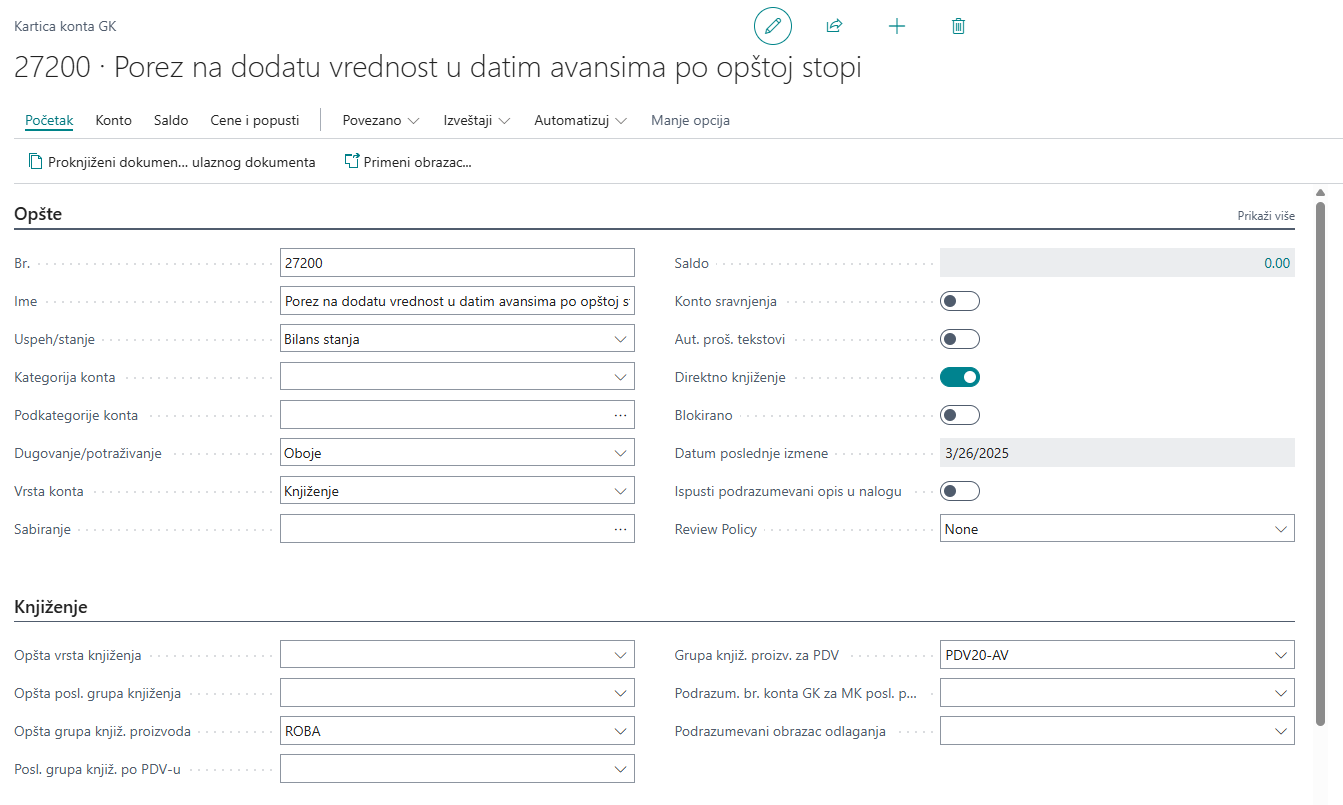 Kartica konta GK
27200 · Porez na dodatu vrednost u datim avansima po opštoj stopi
Početak Konto Saldo Cene i popusti Povezano Izveštaji Automatizuj Manje opcija
Proknjiženi dokumen... ulaznog dokumenta Primeni obrazac...
Opšte Prikaži više
Br. 27200 Saldo 0.00
Ime Porez na dodatu vrednost u datim avansima po opštoj s Konto sravnjenja
Uspeh/stanje Bilans stanja Aut. proš. tekstovi
Kategorija konta Direktno knjiženje
Podkategorije konta Blokirano
Dugovanje/potraživanje Oboje Datum poslednje izmene 3/26/2025
Vrsta konta Knjiženje Ispusti podrazumevani opis u nalogu
Sabiranje Review Policy None
Knjiženje
Opšta vrsta knjiženja Grupa knjiž. proizv. za PDV PDV20-AV
Opšta posl. grupa knjiženja Podrazum. br. konta GK za MK posl. p...
Opšta grupa knjiž. proizvoda ROBA Podrazumevani obrazac odlaganja
Posl. grupa knjiž. po PDV-u